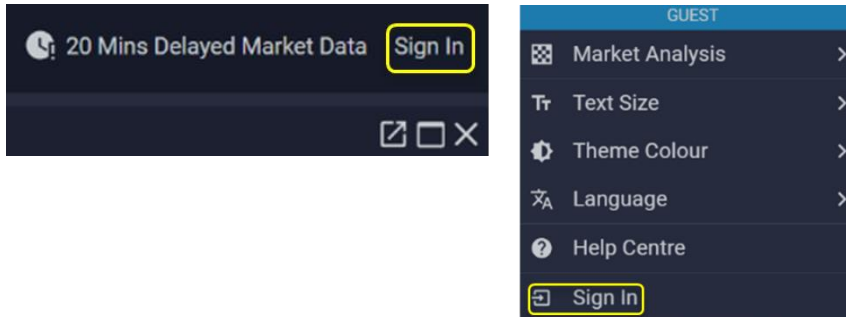 20 Mins Delayed Market Data Sign In
GUEST
Market Analysis
Text Size
Theme Colour
Language
Help Centre
Sign In